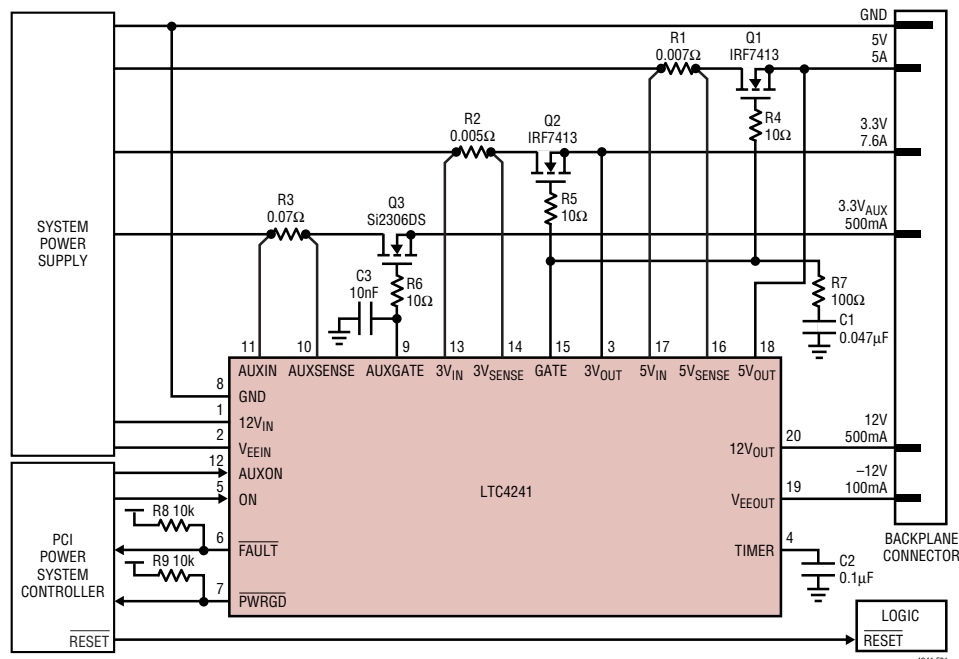 GND
5V
5A
R1
0.007Ω
Q1
IRF7413
R4
10Ω
3.3V
7.6A
R2
0.005Ω
Q2
IRF7413
R5
10Ω
3.3VAUX
500mA
R3
0.07Ω
Q3
Si2306DS
SYSTEM
POWER
SUPPLY
C3
10nF
R6
10Ω
R7
100Ω
C1
0.047µF
11 10 9 13 14 15 3 17 16 18
AUXIN AUXSENSE AUXGATE 3VIN 3VSENSE GATE 3VOUT 5VIN 5VSENSE 5VOUT
8
GND
1
12VIN
2
VEEIN
12
AUXON
5
ON
LTC4241
12VOUT
20
12V
500mA
VEEOUT
19
–12V
100mA
PCI
POWER
SYSTEM
CONTROLLER
R8 10k
6
FAULT
R9 10k
7
PWRGD
TIMER
4
C2
0.1µF
BACKPLANE
CONNECTOR
RESET
LOGIC
RESET